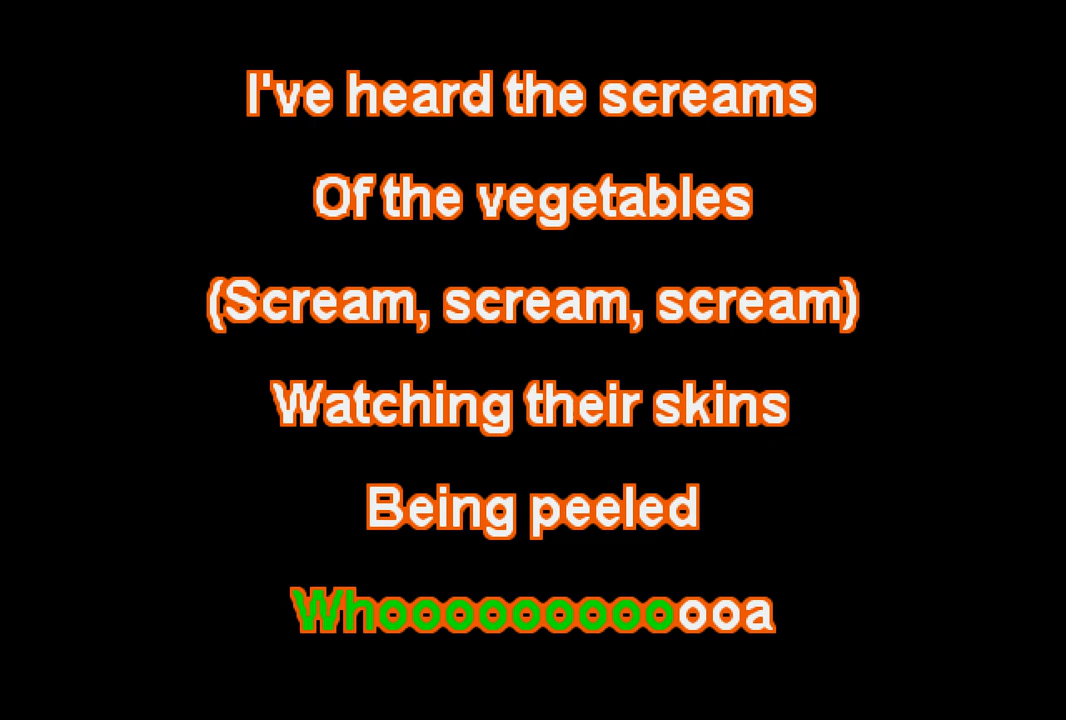 I've heard the screams
Of the vegetables
(Scream, scream, scream)
Watching their skins
Being peeled
Whoooooooooooa